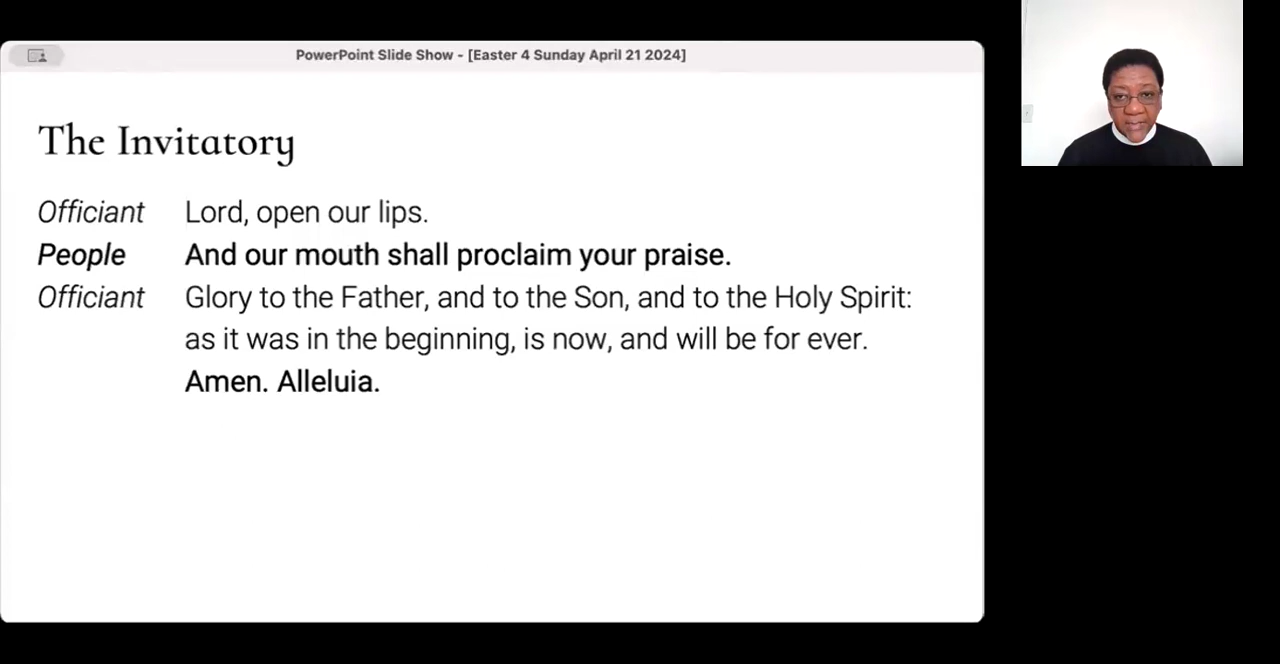 PowerPoint Slide Show - [Easter 4 Sunday April 21 2024]
The Invitatory
Officiant Lord, open our lips.
People And our mouth shall proclaim your praise.
Officiant Glory to the Father, and to the Son, and to the Holy Spirit:
as it was in the beginning, is now, and will be for ever.
Amen. Alleluia.